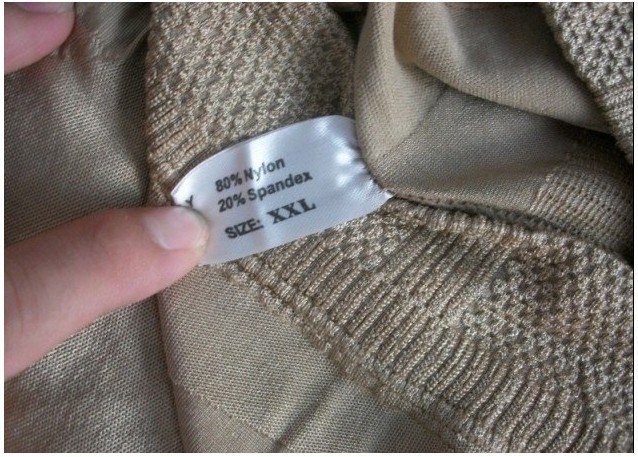 80% Nylon
20% Spandex
SIZE: XXL